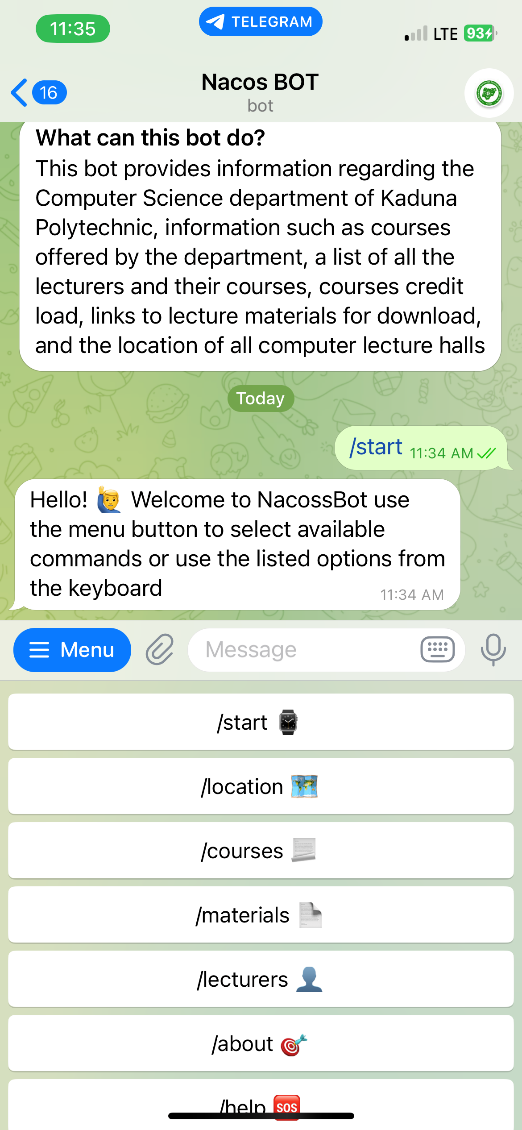 11:35
TELEGRAM
LTE 93
16
Nacos BOT
bot
What can this bot do?
This bot provides information regarding the
Computer Science department of Kaduna
Polytechnic, information such as courses
offered by the department, a list of all the
lecturers and their courses, courses credit
load, links to lecture materials for download,
and the location of all computer lecture halls
Today
/start 11:34 AM
Hello! 🙋‍♂️ Welcome to NacossBot use
the menu button to select available
commands or use the listed options from
the keyboard
11:34 AM
Menu
Message
/start ⌚
/location 🗺️
/courses 📃
/materials 📄
/lecturers 👤
/about 🎯
/help 🆘